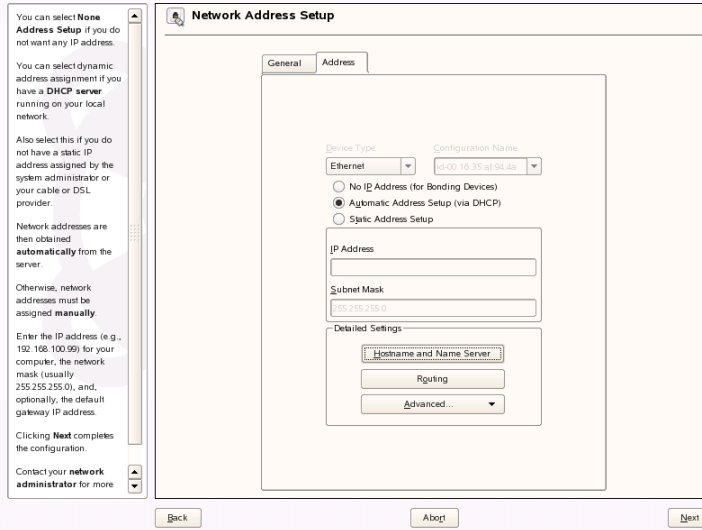 You can select None
Address Setup if you do
not want any IP address.
You can select dynamic
address assignment if you
have a DHCP server
running on your local
network.
Also select this if you do
not have a static IP
address assigned by the
system administrator or
your cable or DSL
provider.
Network addresses are
then obtained
automatically from the
server.
Otherwise, network
addresses must be
assigned manually.
Enter the IP address (e.g.,
192.168.100.99) for your
computer, the network
mask (usually
255.255.255.0), and,
optionally, the default
gateway IP address.
Clicking Next completes
the configuration.
Contact your network
administrator for more
Network Address Setup
General
Address
Device Type
Configuration Name
Ethernet
id-00:16:35:af:94:4a
No IP Address (for Bonding Devices)
Automatic Address Setup (via DHCP)
Static Address Setup
IP Address
Subnet Mask
255.255.255.0
Detailed Settings
Hostname and Name Server
Routing
Advanced...
Back
Abort
Next